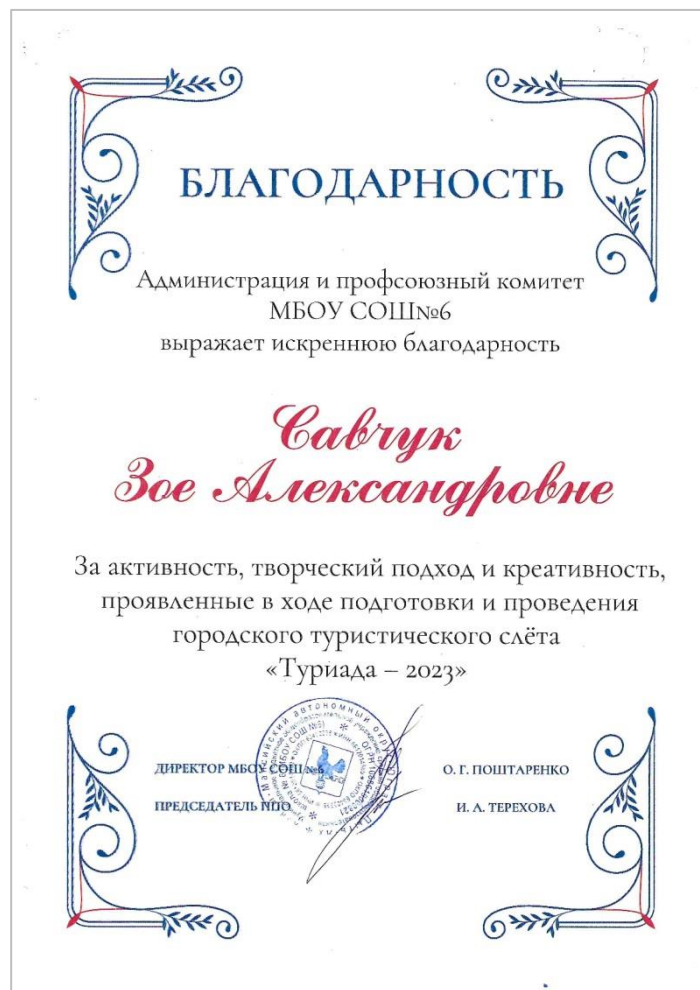 БЛАГОДАРНОСТЬ
Администрация и профсоюзный комитет
МБОУ СОШ№6
выражает искреннюю благодарность
Савчук
Зое Александровне
За активность, творческий подход и креативность,
проявленные в ходе подготовки и проведения
городского туристического слёта
«Туриада – 2023»
ДИРЕКТОР МБОУ СОШ №6 О. Г. ПОШТАРЕНКО
ПРЕДСЕДАТЕЛЬ ППО И. А. ТЕРЕХОВА